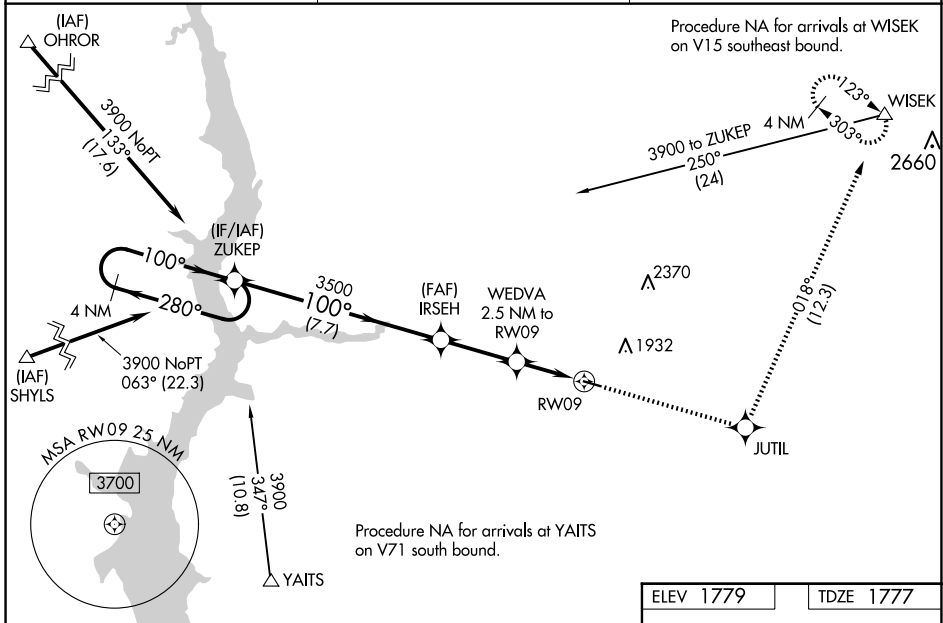 (IAF)
OHROR
3900 NoPT
133°
(17.6)
Procedure NA for arrivals at WISEK
on V15 southeast bound.
123°
303°
4 NM
WISEK
2660
3900 to ZUKEP
250°
(24)
(IF/IAF)
ZUKEP
100°
280°
4 NM
3500
100°
(7.7)
(FAF)
IRSEH
WEDVA
2.5 NM to
RW09
2370
1932
018°
(12.3)
(IAF)
SHYLS
3900 NoPT
063° (22.3)
RW09
JUTIL
MSA RW09 25 NM
3700
3900
347°
(10.8)
YAITS
Procedure NA for arrivals at YAITS
on V71 south bound.
ELEV 1779
TDZE 1777